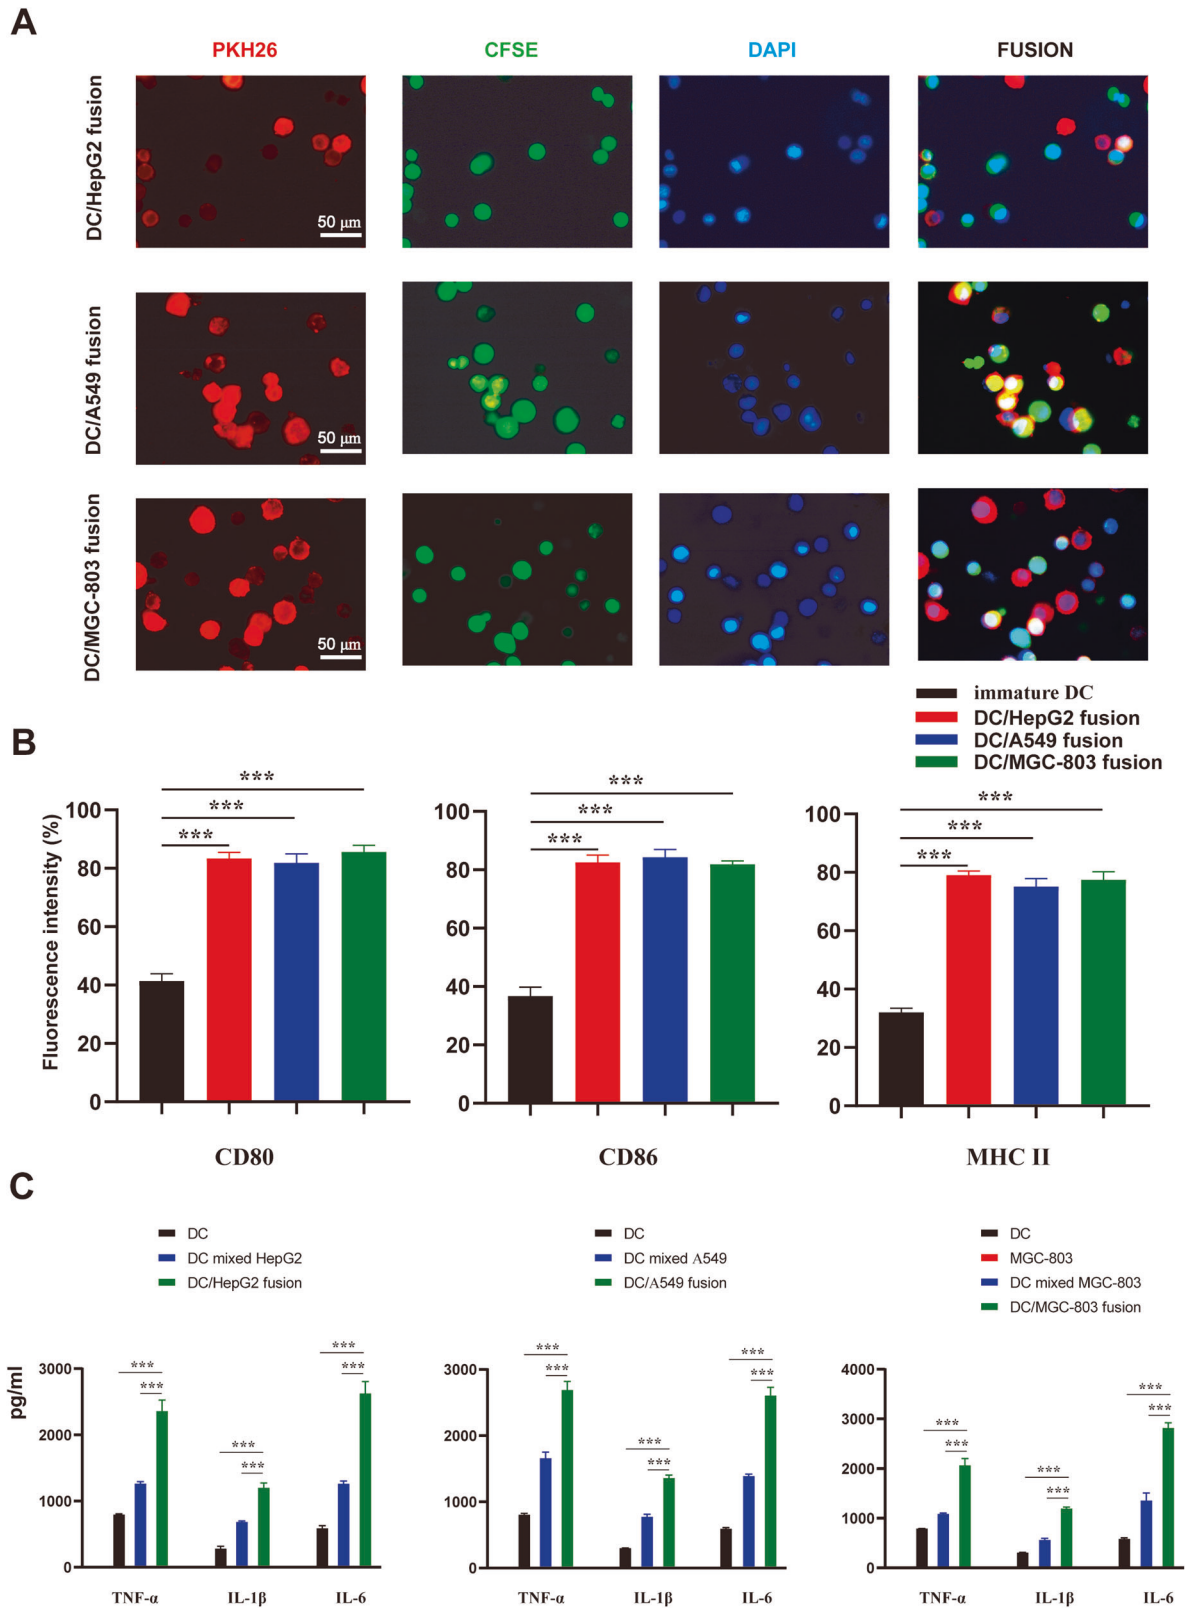 A
PKH26 CFSE DAPI FUSION
DC/HepG2 fusion
50 μm
DC/A549 fusion
50 μm
DC/MGC-803 fusion
50 μm
immature DC
DC/HepG2 fusion
DC/A549 fusion
DC/MGC-803 fusion
B
Fluorescence intensity (%)
100
80
60
40
20
0
***
***
***
CD80
100
80
60
40
20
0
***
***
***
CD86
100
80
60
40
20
0
***
***
***
MHC II
C
DC
DC mixed HepG2
DC/HepG2 fusion
pg/ml
3000
2000
1000
0
***
***
***
***
***
***
TNF-α IL-1β IL-6
DC
DC mixed A549
DC/A549 fusion
3000
2000
1000
0
***
***
***
***
***
***
TNF-α IL-1β IL-6
DC
MGC-803
DC mixed MGC-803
DC/MGC-803 fusion
4000
3000
2000
1000
0
***
***
***
***
***
***
TNF-α IL-1β IL-6